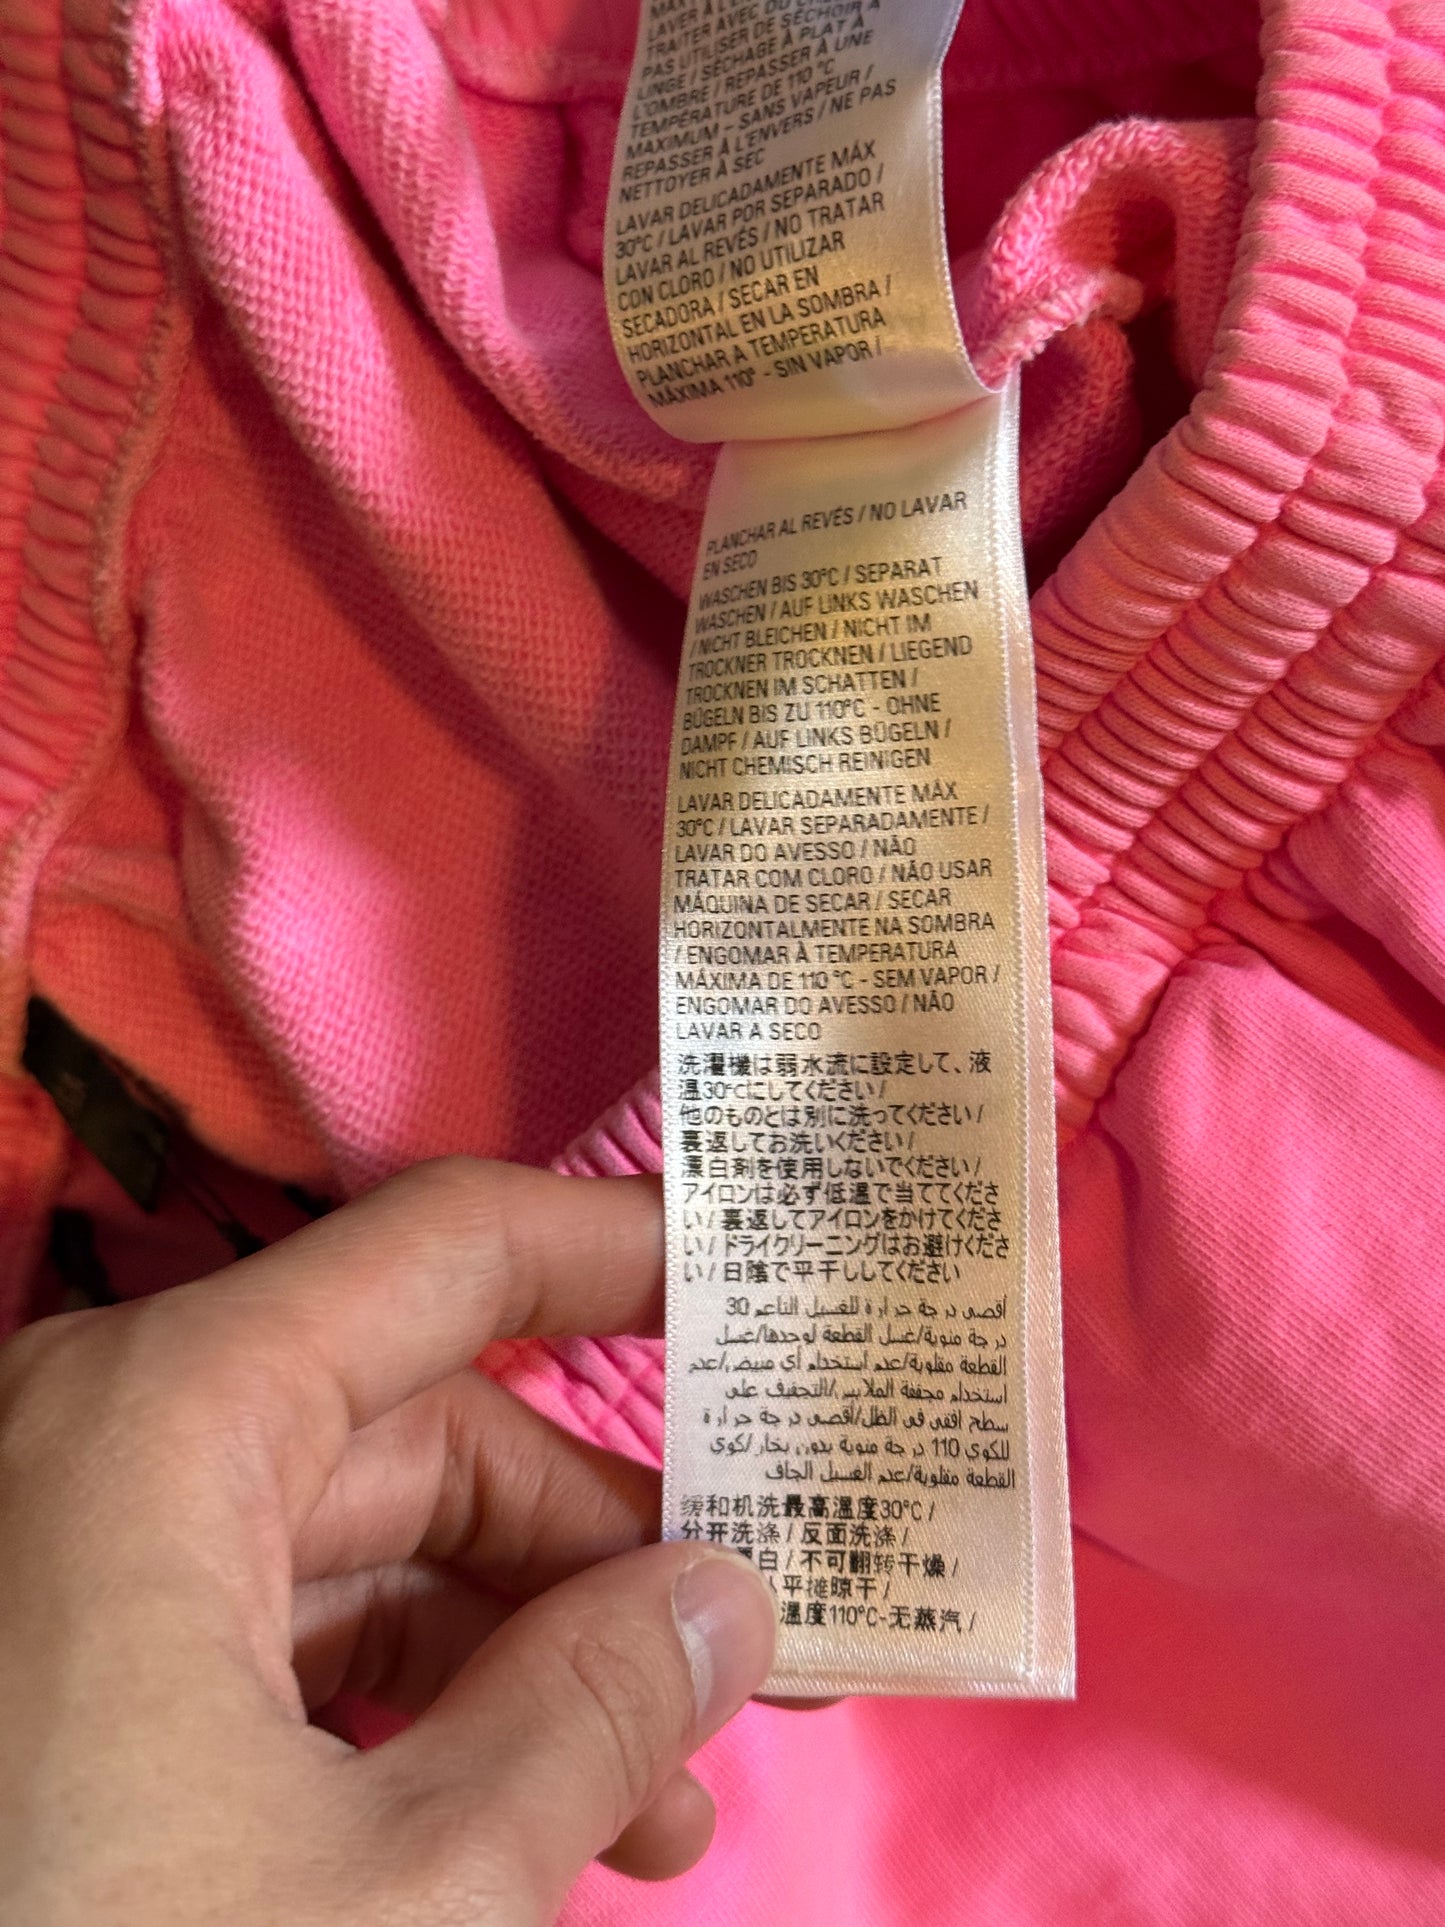 LAVER À L'EN
TRAITER AVEC DU
PAS UTILISER DE SÉCHOIR À
LINGE / SÉCHAGE À PLAT À
L'OMBRE / REPASSER À UNE
TEMPÉRATURE DE 110 °C
MAXIMUM - SANS VAPEUR /
REPASSER À L'ENVERS / NE PAS
NETTOYER À SEC
LAVAR DELICADAMENTE MÁX
30°C / LAVAR POR SEPARADO /
LAVAR AL REVÉS / NO TRATAR
CON CLORO / NO UTILIZAR
SECADORA / SECAR EN
HORIZONTAL EN LA SOMBRA /
PLANCHAR A TEMPERATURA
MÁXIMA 110° - SIN VAPOR /
PLANCHAR AL REVÉS / NO LAVAR
EN SECO
WASCHEN BIS 30°C / SEPARAT
WASCHEN / AUF LINKS WASCHEN
/ NICHT BLEICHEN / NICHT IM
TROCKNER TROCKNEN / LIEGEND
TROCKNEN IM SCHATTEN /
BÜGELN BIS ZU 110°C - OHNE
DAMPF / AUF LINKS BÜGELN /
NICHT CHEMISCH REINIGEN
LAVAR DELICADAMENTE MÁX
30°C / LAVAR SEPARADAMENTE /
LAVAR DO AVESSO / NÃO
TRATAR COM CLORO / NÃO USAR
MÁQUINA DE SECAR / SECAR
HORIZONTALMENTE NA SOMBRA
/ ENGOMAR À TEMPERATURA
MÁXIMA DE 110 °C - SEM VAPOR /
ENGOMAR DO AVESSO / NÃO
LAVAR A SECO
洗濯機は弱水流に設定して、液
温30℃にしてください /
他のものとは別に洗ってください /
裏返してお洗いください /
漂白剤を使用しないでください /
アイロンは必ず低温で当ててくださ
い / 裏返してアイロンをかけてくださ
い / ドライクリーニングはお避けくださ
い / 日陰で平干ししてください
أقصى درجة حرارة للغسيل الناعم 30
درجة مئوية/غسل القطعة لوحدها/غسل
القطعة مقلوبة/عدم استخدام أي مبيض/عدم
استخدام مجففة الملابس/التجفيف على
سطح افقي في الظل/أقصى درجة حرارة
للكوي 110 درجة مئوية بدون بخار/كوي
القطعة مقلوبة/عدم الغسيل الجاف
缓和机洗最高温度30°C /
分开洗涤 / 反面洗涤 /
白 / 不可翻转干燥 /
平摊晾干 /
温度110°C-无蒸汽 /